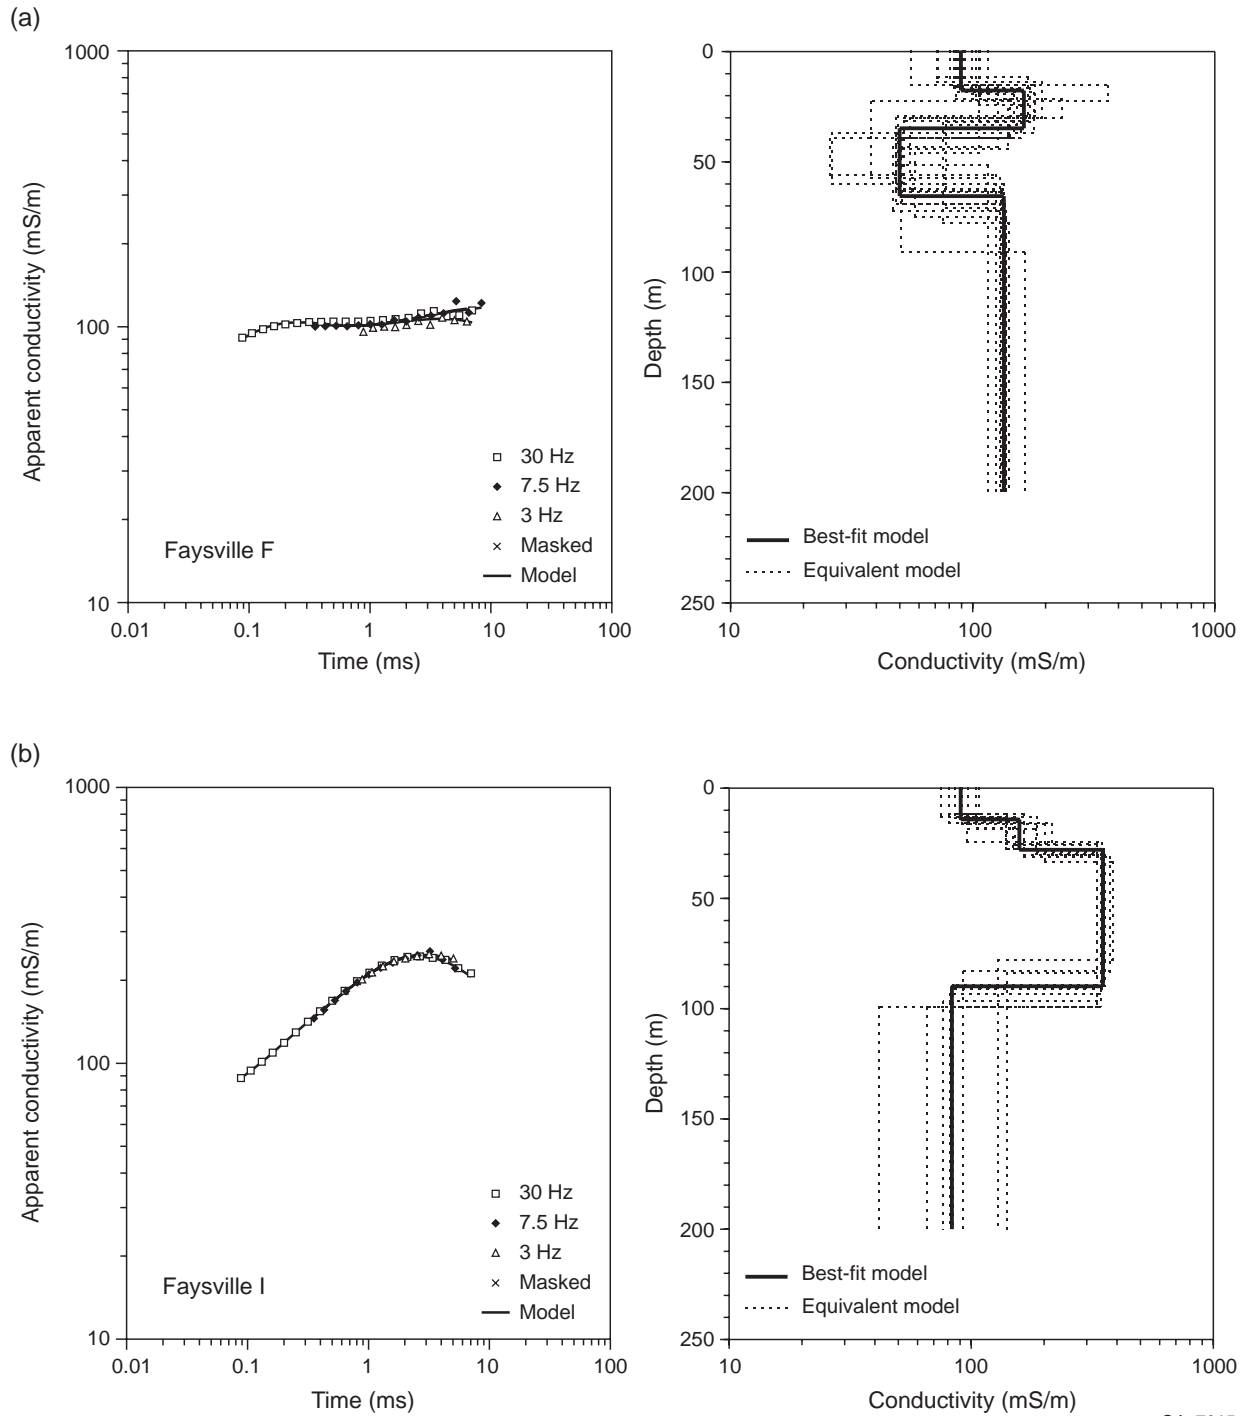 (a)
1000
100
10
Apparent conductivity (mS/m)
0.01
0.1
1
10
100
Time (ms)
Faysville F
30 Hz
7.5 Hz
3 Hz
Masked
Model
0
50
100
150
200
250
Depth (m)
10
100
1000
Conductivity (mS/m)
Best-fit model
Equivalent model
(b)
1000
100
10
Apparent conductivity (mS/m)
0.01
0.1
1
10
100
Time (ms)
Faysville I
30 Hz
7.5 Hz
3 Hz
Masked
Model
0
50
100
150
200
250
Depth (m)
10
100
1000
Conductivity (mS/m)
Best-fit model
Equivalent model